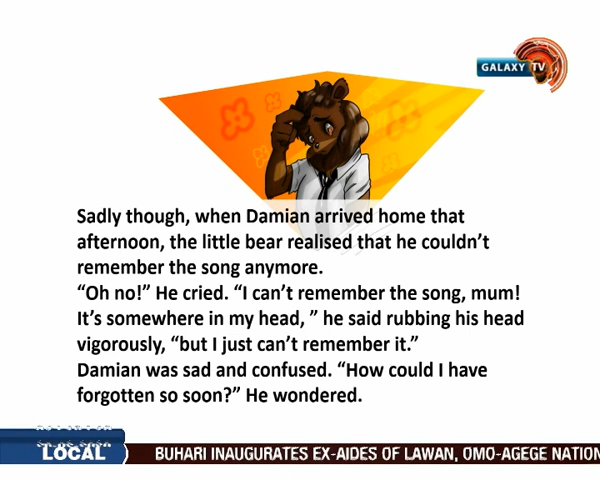 GALAXY TV
Sadly though, when Damian arrived home that
afternoon, the little bear realised that he couldn’t
remember the song anymore.
“Oh no!” He cried. “I can’t remember the song, mum!
It’s somewhere in my head, ” he said rubbing his head
vigorously, “but I just can’t remember it.”
Damian was sad and confused. “How could I have
forgotten so soon?” He wondered.
LOCAL
BUHARI INAUGURATES EX-AIDES OF LAWAN, OMO-AGEGE NATION